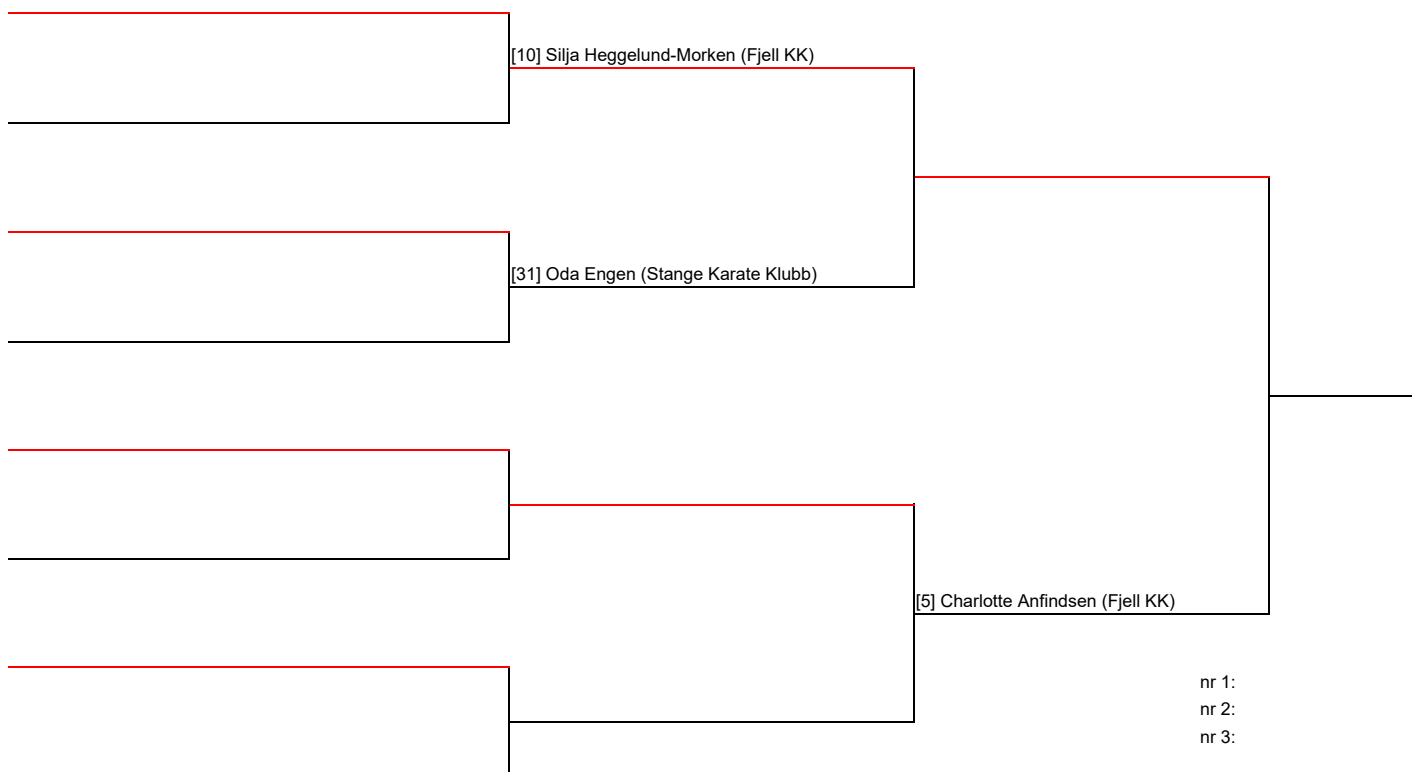 [10] Silja Heggelund-Morken (Fjell KK)
[31] Oda Engen (Stange Karate Klubb)
[5] Charlotte Anfindsen (Fjell KK)
nr 1:
nr 2:
nr 3: